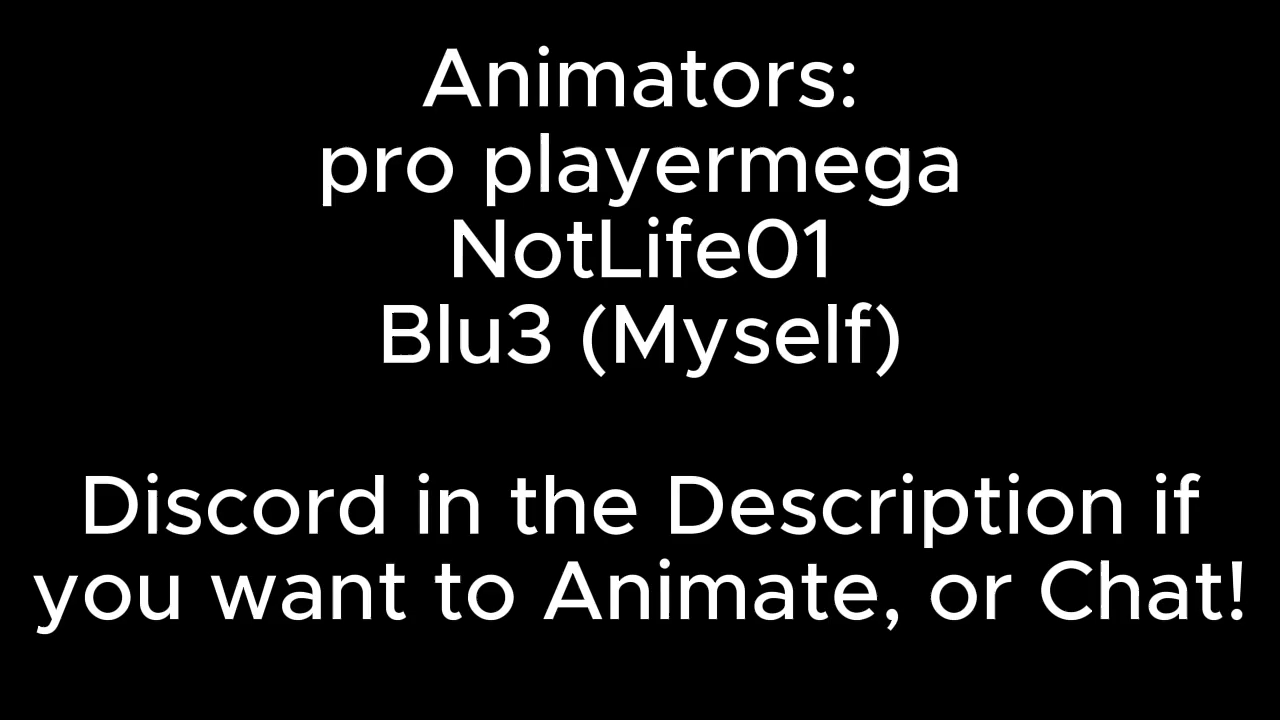 Animators:
pro playermega
NotLife01
Blu3 (Myself)
Discord in the Description if
you want to Animate, or Chat!